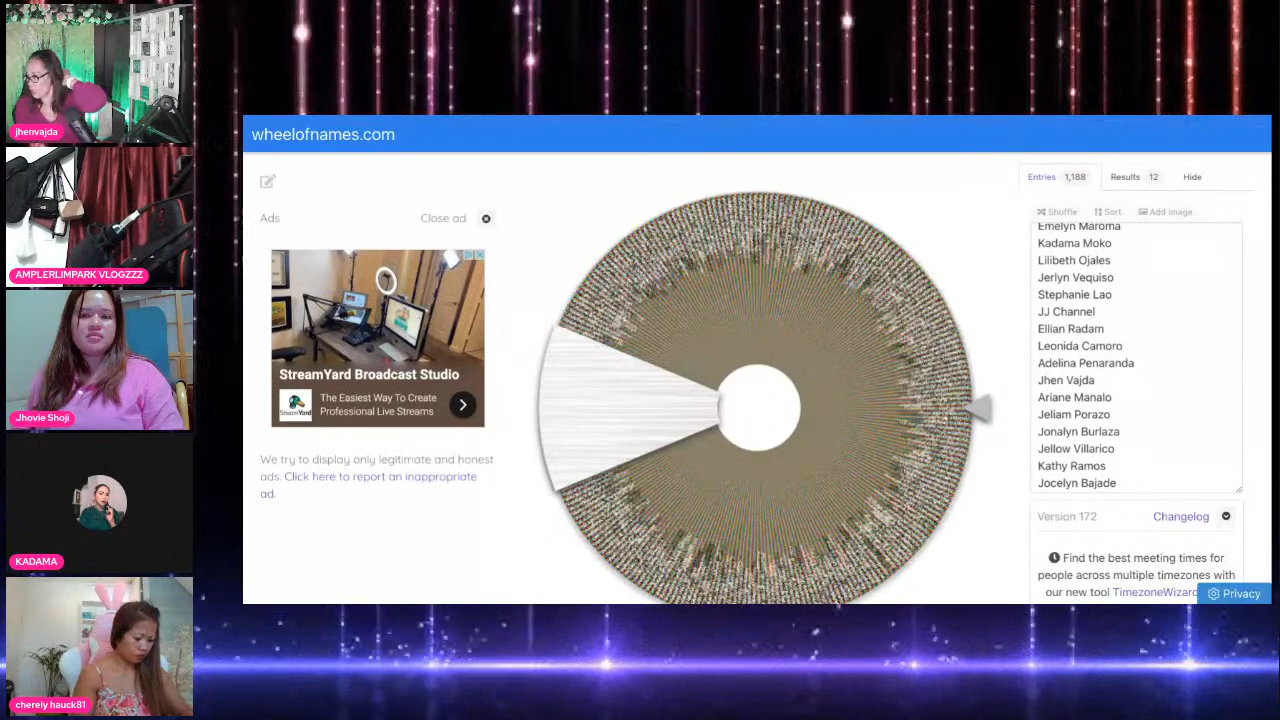 jhenvajda
AMPLERLIMPARK VLOGZZZ
Jhovie Shoji
KADAMA
cherely hauck81
wheelofnames.com
Ads
Close ad
StreamYard Broadcast Studio
StreamYard
The Easiest Way To Create
Professional Live Streams
We try to display only legitimate and honest
ads. Click here to report an inappropriate
ad.
Entries 1,188 Results 12 Hide
Shuffle Sort Add image
Emelyn Maroma
Kadama Moko
Lilibeth Ojales
Jerlyn Vequiso
Stephanie Lao
JJ Channel
Ellian Radam
Leonida Camoro
Adelina Penaranda
Jhen Vajda
Ariane Manalo
Jeliam Porazo
Jonalyn Burlaza
Jellow Villarico
Kathy Ramos
Jocelyn Bajade
Version 172 Changelog
Find the best meeting times for
people across multiple timezones with
our new tool TimezoneWizard
Privacy